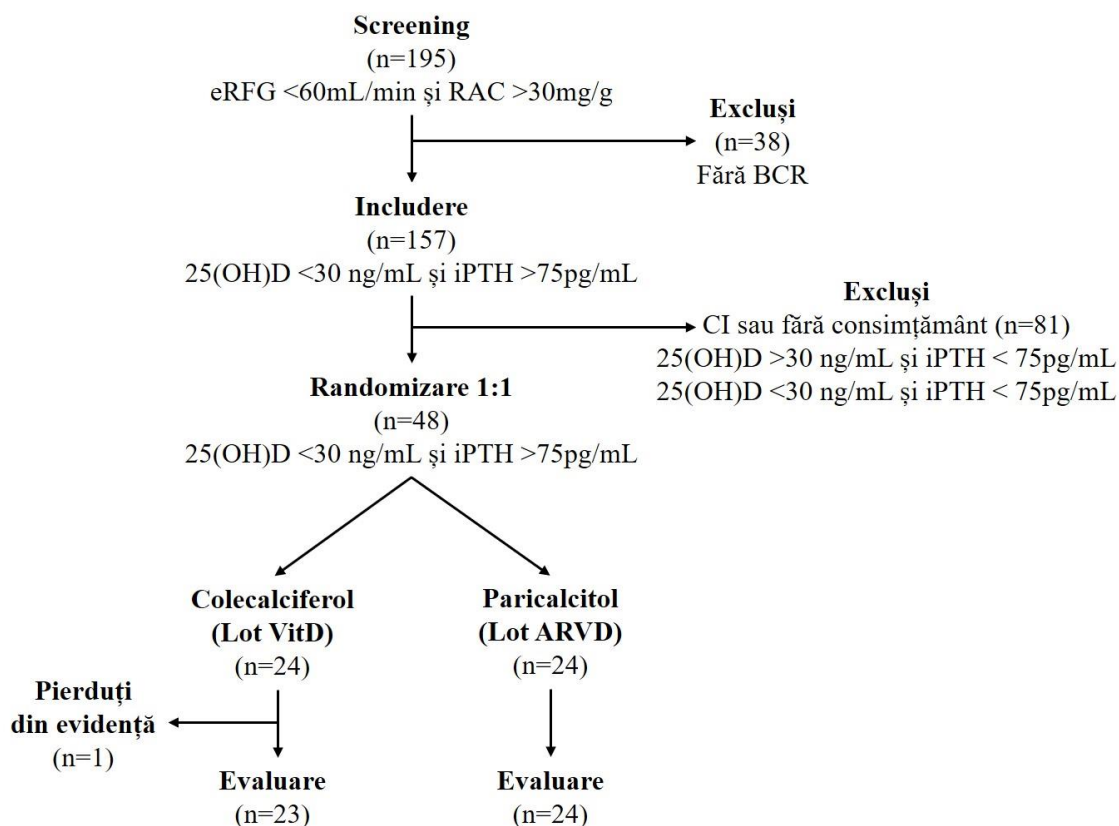 Screening
(n=195)
eRFG <60mL/min și RAC >30mg/g
Excluși
(n=38)
Fără BCR
Includere
(n=157)
25(OH)D <30 ng/mL și iPTH >75pg/mL
Excluși
CI sau fără consimțământ (n=81)
25(OH)D >30 ng/mL și iPTH < 75pg/mL
25(OH)D <30 ng/mL și iPTH < 75pg/mL
Randomizare 1:1
(n=48)
25(OH)D <30 ng/mL și iPTH >75pg/mL
Colecalciferol
(Lot VitD)
(n=24)
Paricalcitol
(Lot ARVD)
(n=24)
Pierduți
din evidență
(n=1)
Evaluare
(n=23)
Evaluare
(n=24)